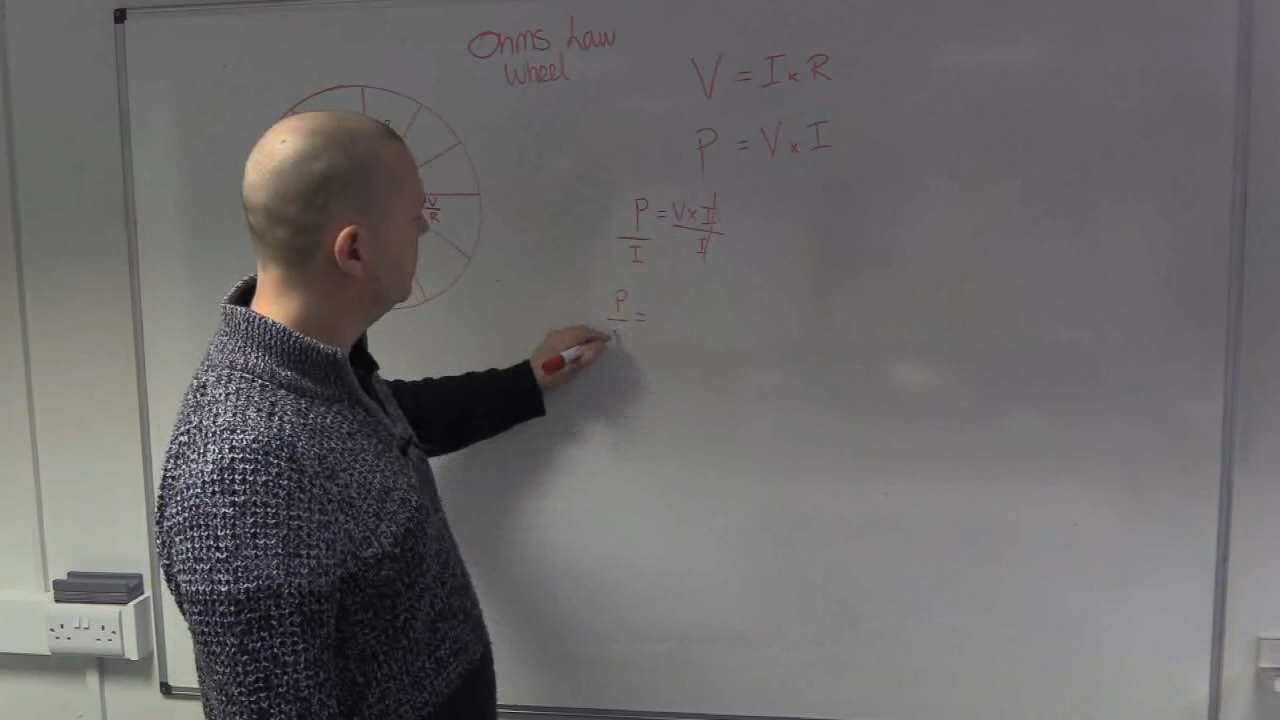 Ohms Law
Wheel
V = I × R
P = V × I
P = V × I
I I
P =
V
R